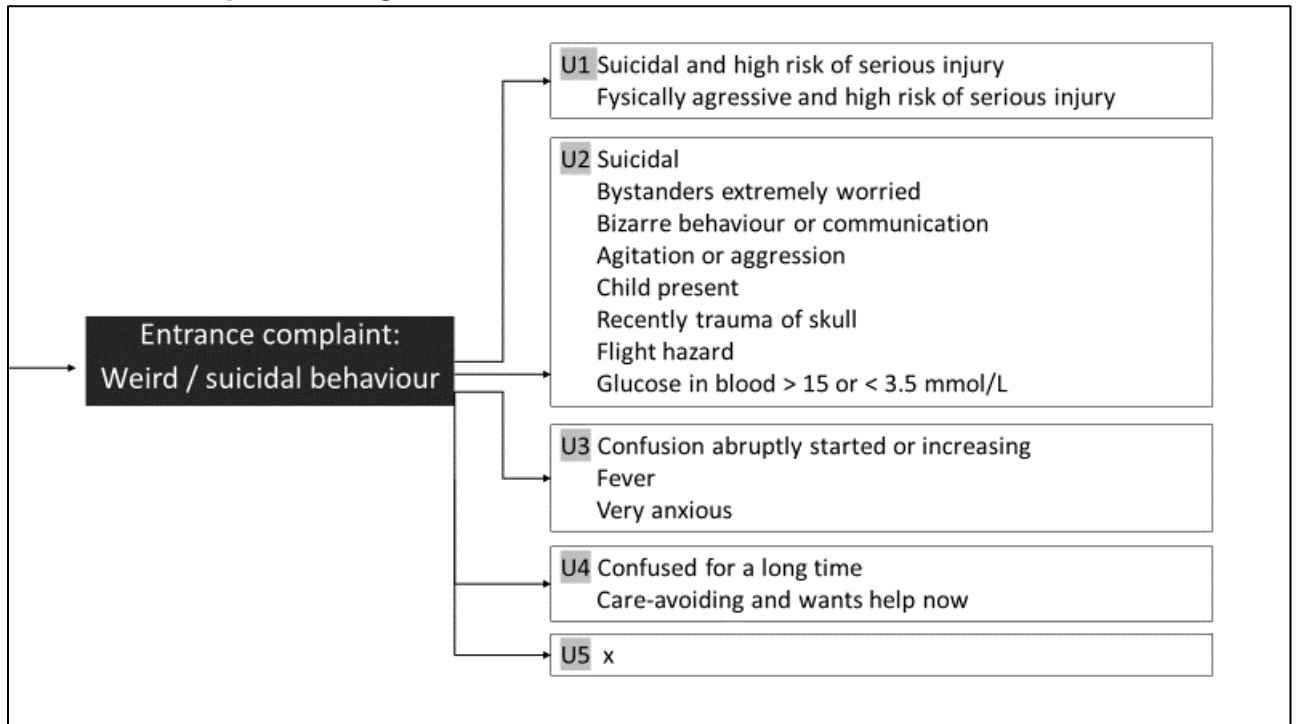 Entrance complaint:
Weird / suicidal behaviour
U1 Suicidal and high risk of serious injury
Fysically agressive and high risk of serious injury
U2 Suicidal
Bystanders extremely worried
Bizarre behaviour or communication
Agitation or aggression
Child present
Recently trauma of skull
Flight hazard
Glucose in blood > 15 or < 3.5 mmol/L
U3 Confusion abruptly started or increasing
Fever
Very anxious
U4 Confused for a long time
Care-avoiding and wants help now
U5 x